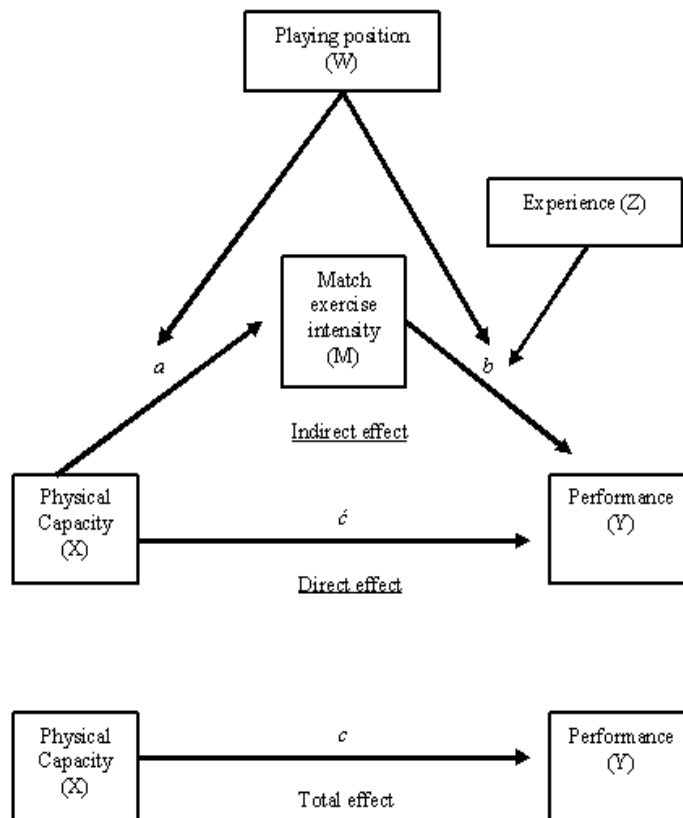 Playing position
(W)
Experience (Z)
Match
exercise
intensity
(M)
a
b
Indirect effect
Physical
Capacity
(X)
ć
Performance
(Y)
Direct effect
Physical
Capacity
(X)
c
Performance
(Y)
Total effect